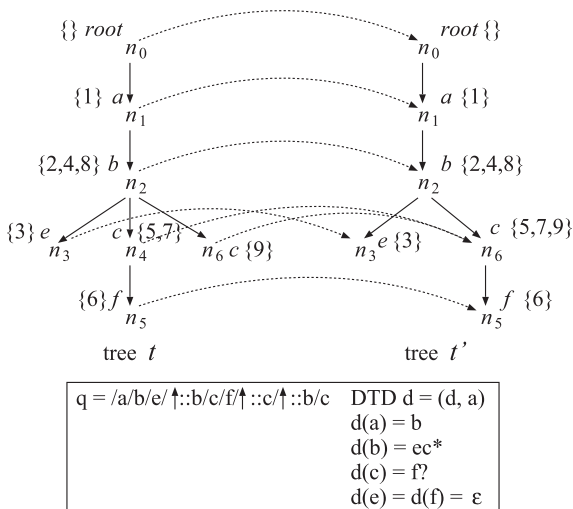 {} root root {}
n0 n0
{1} a a {1}
n1 n1
{2,4,8} b b {2,4,8}
n2 n2
{3} e c {5,7} c {9} e {3} c {5,7,9}
n3 n4 n6 n3 n6
{6} f f {6}
n5 n5
tree t tree t’
q = /a/b/e/↑::b/c/f/↑::c/↑::b/c DTD d = (d, a)
d(a) = b
d(b) = ec*
d(c) = f?
d(e) = d(f) = ε